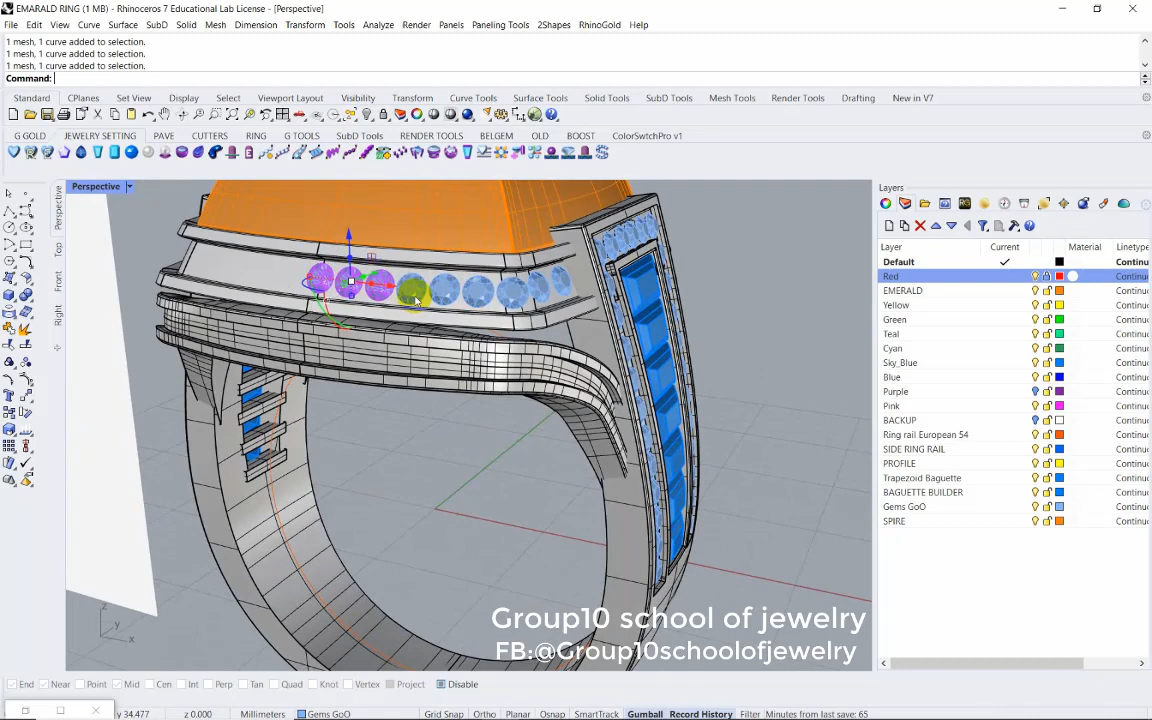 EMARALD RING (1 MB) - Rhinoceros 7 Educational Lab License - [Perspective]
File Edit View Curve Surface SubD Solid Mesh Dimension Transform Tools Analyze Render Panels Paneling Tools 2Shapes RhinoGold Help
1 mesh, 1 curve added to selection.
1 mesh, 1 curve added to selection.
1 mesh, 1 curve added to selection.
Command:
Standard CPlanes Set View Display Select Viewport Layout Visibility Transform Curve Tools Surface Tools Solid Tools SubD Tools Mesh Tools Render Tools Drafting New in V7
G GOLD JEWELRY SETTING PAVE CUTTERS RING G TOOLS SubD Tools RENDER TOOLS BELGEM OLD BOOST ColorSwtchPro v1
Perspective
Perspective
Top
Front
Right
Layers
Layer Current Material Linetype
Default Contin
Red Continu
EMERALD Continu
Yellow Continu
Green Continu
Teal Continu
Cyan Continu
Sky_Blue Continu
Blue Continu
Purple Continu
Pink Continu
BACKUP Continu
Ring rail European 54 Continu
SIDE RING RAIL Continu
PROFILE Continu
Trapezoid Baguette Continu
BAGUETTE BUILDER Continu
Gems GoO Continu
SPIRE Continu
z
y
x
Group10 school of jewelry
FB:@Group10schoolofjewelry
End Near Point Mid Cen Int Perp Tan Quad Knot Vertex Project Disable
y 34.477 z 0.000 Millimeters Gems GoO Grid Snap Ortho Planar Osnap SmartTrack Gumball Record History Filter Minutes from last save: 65